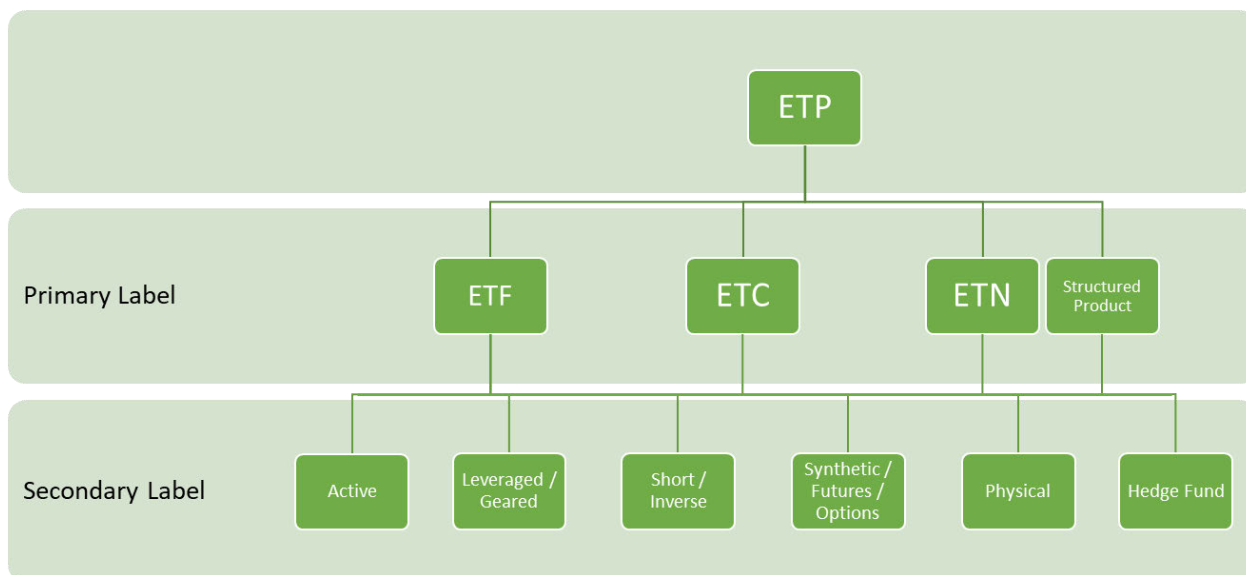 ETP
Primary Label
ETF
ETC
ETN
Structured
Product
Secondary Label
Active
Leveraged /
Geared
Short /
Inverse
Synthetic /
Futures /
Options
Physical
Hedge Fund